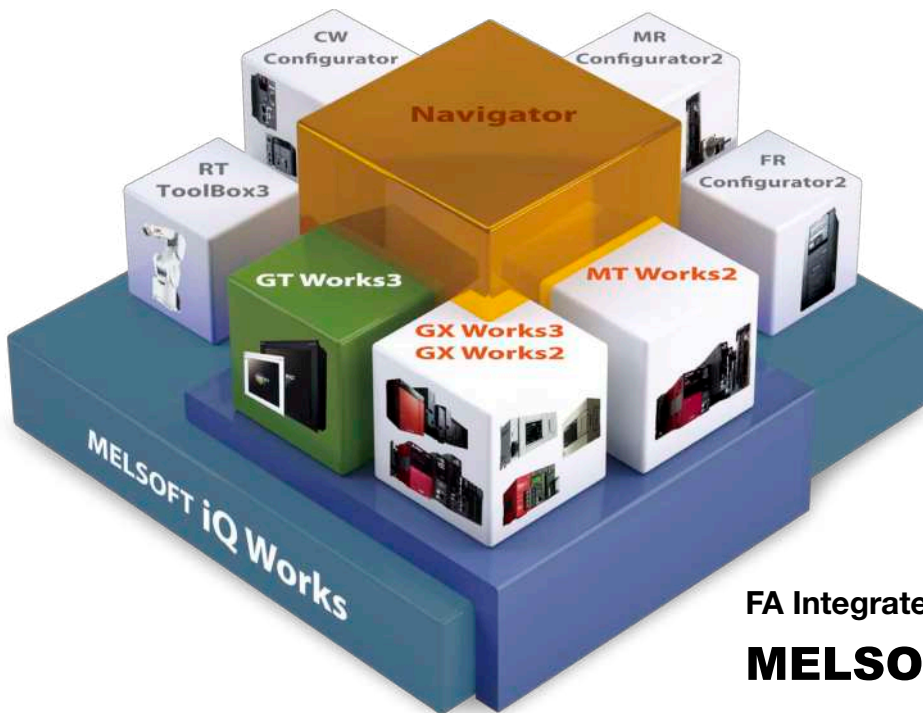 CW
Configurator
MR
Configurator2
Navigator
RT
ToolBox3
FR
Configurator2
GT Works3
MT Works2
GX Works3
GX Works2
MELSOFT iQ Works
FA Integrate
MELSO